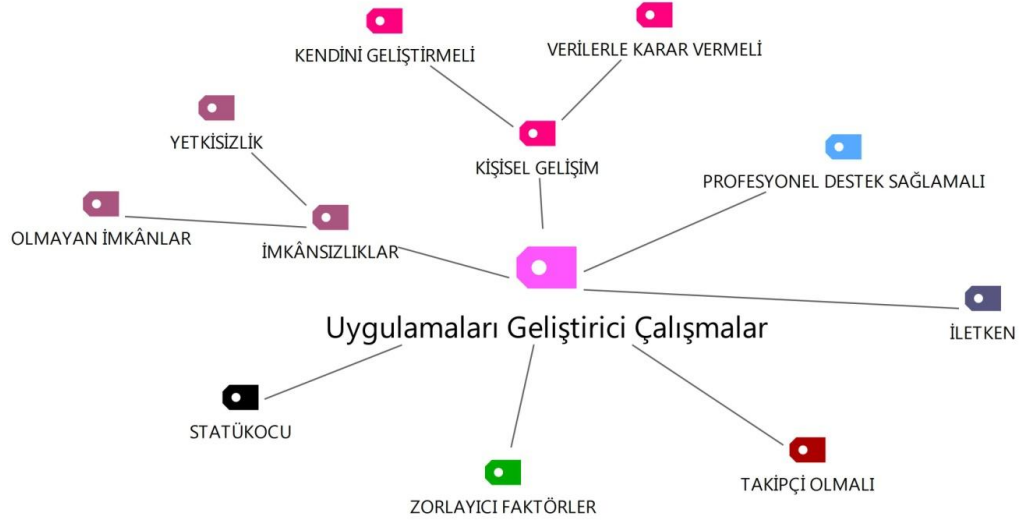 KENDİNİ GELİŞTİRMELİ
VERİLERLE KARAR VERMELİ
YETKİSİZLİK
KİŞİSEL GELİŞİM
PROFESYONEL DESTEK SAĞLAMALI
OLMAYAN İMKÂNLAR
İMKÂNSIZLIKLAR
Uygulamaları Geliştirici Çalışmalar
İLETKEN
STATÜKOCU
TAKİPÇİ OLMALI
ZORLAYICI FAKTÖRLER